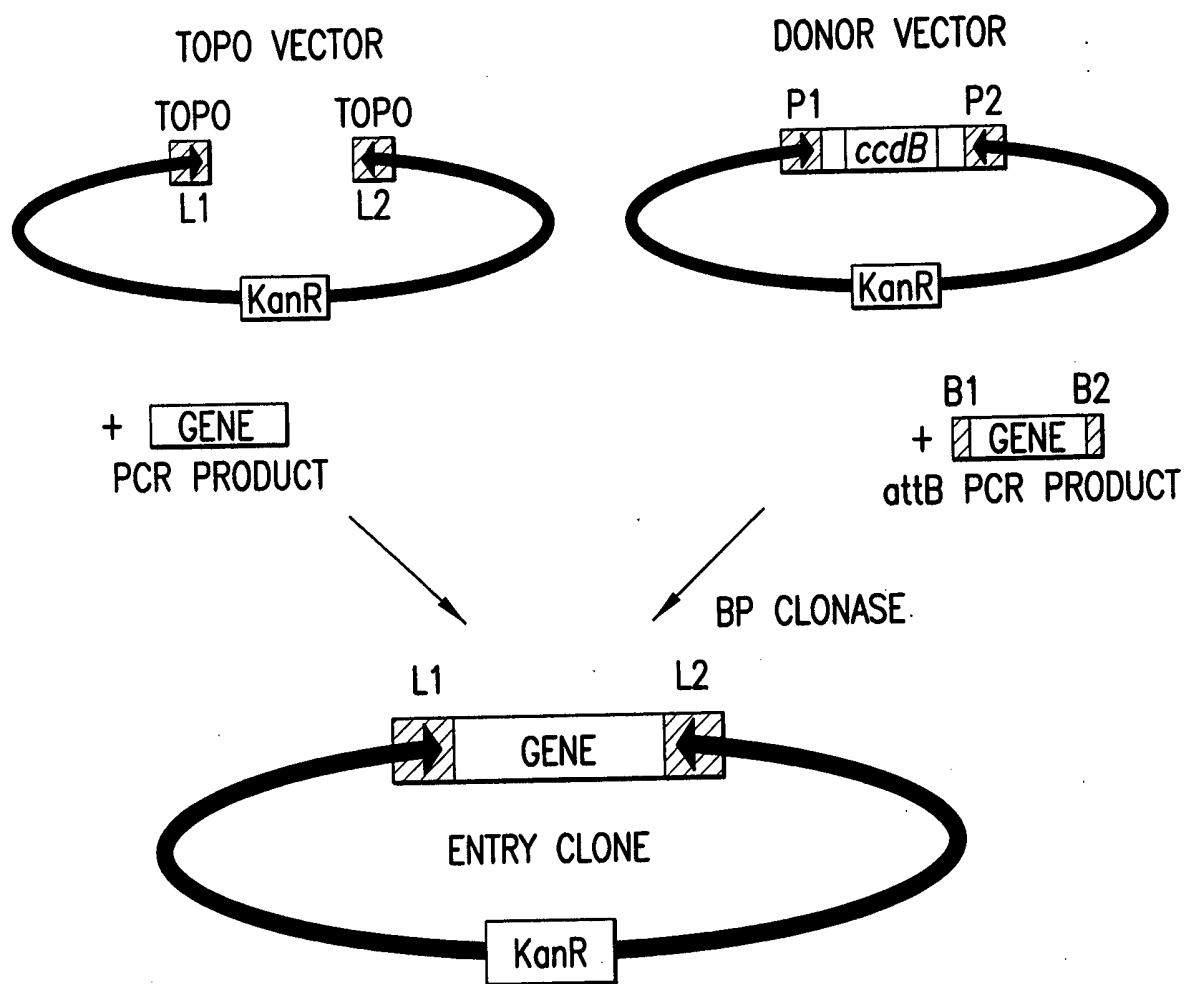 TOPO VECTOR
TOPO TOPO
L1 L2
KanR
+ GENE
PCR PRODUCT
DONOR VECTOR
P1 P2
ccdB
KanR
B1 B2
+ GENE
attB PCR PRODUCT
BP CLONASE
L1 L2
GENE
ENTRY CLONE
KanR